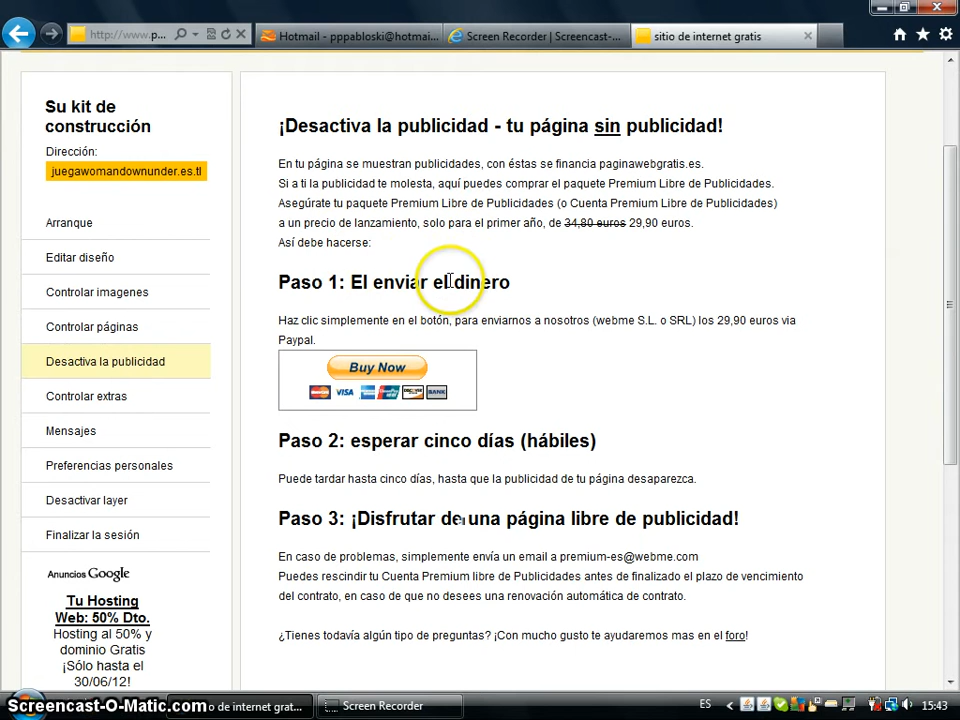 http://www.p...
Hotmail - pppabloski@hotmai...
Screen Recorder | Screencast-...
sitio de internet gratis
Su kit de
construcción
Dirección:
juegawomandownunder.es.tl
Arranque
Editar diseño
Controlar imagenes
Controlar páginas
Desactiva la publicidad
Controlar extras
Mensajes
Preferencias personales
Desactivar layer
Finalizar la sesión
Anuncios Google
Tu Hosting
Web: 50% Dto.
Hosting al 50% y
dominio Gratis
¡Sólo hasta el
30/06/12!
¡Desactiva la publicidad - tu página sin publicidad!
En tu página se muestran publicidades, con éstas se financia paginawebgratis.es.
Si a ti la publicidad te molesta, aquí puedes comprar el paquete Premium Libre de Publicidades.
Asegúrate tu paquete Premium Libre de Publicidades (o Cuenta Premium Libre de Publicidades)
a un precio de lanzamiento, solo para el primer año, de 34,80 euros 29,90 euros.
Así debe hacerse:
Paso 1: El enviar el dinero
Haz clic simplemente en el botón, para enviarnos a nosotros (webme S.L. o SRL) los 29,90 euros via
Paypal.
Buy Now
VISA
DISCOVER
BANK
Paso 2: esperar cinco días (hábiles)
Puede tardar hasta cinco días, hasta que la publicidad de tu página desaparezca.
Paso 3: ¡Disfrutar de una página libre de publicidad!
En caso de problemas, simplemente envía un email a premium-es@webme.com
Puedes rescindir tu Cuenta Premium libre de Publicidades antes de finalizado el plazo de vencimiento
del contrato, en caso de que no desees una renovación automática de contrato.
¿Tienes todavía algún tipo de preguntas? ¡Con mucho gusto te ayudaremos mas en el foro!
Screencast-O-Matic.com
o de internet grat...
Screen Recorder
ES
15:43